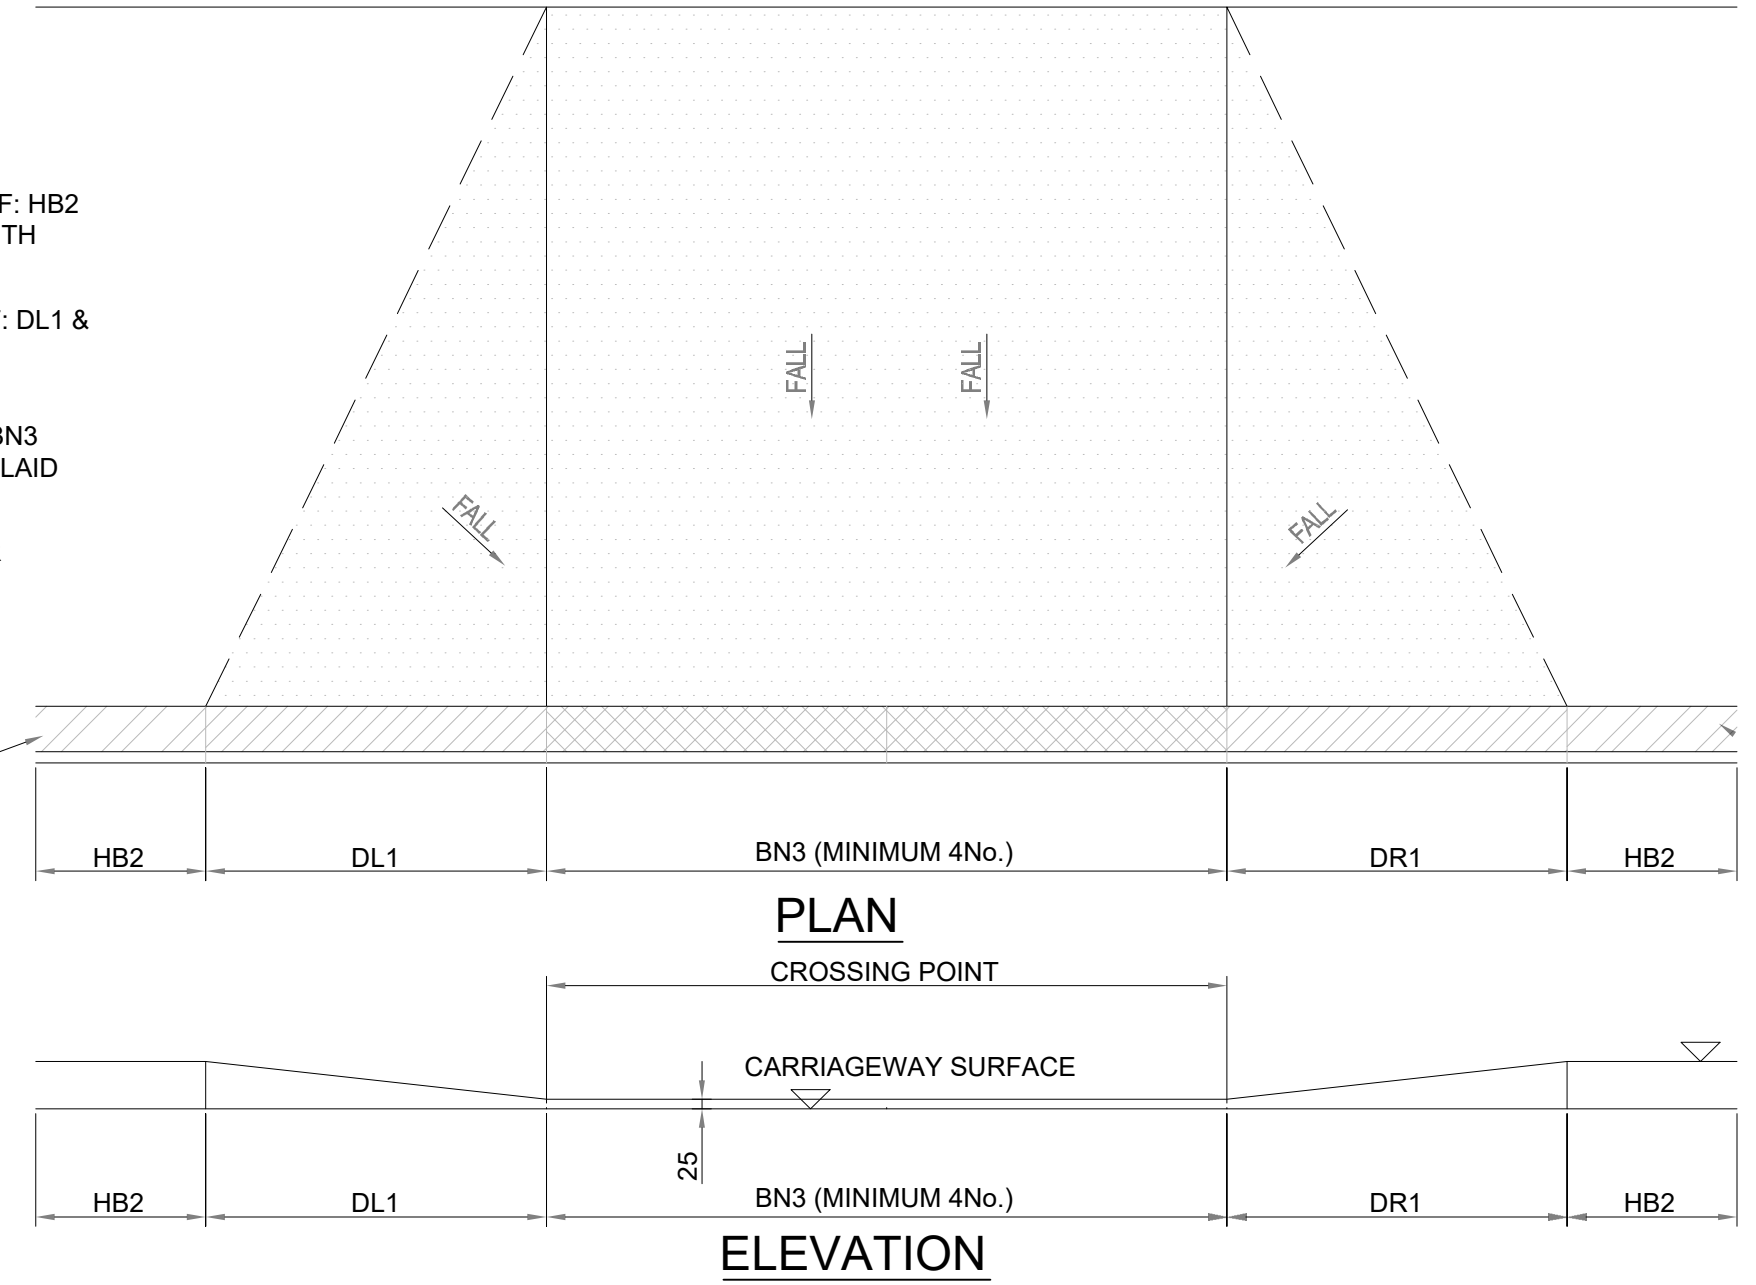 F: HB2
TH
: DL1 &
BN3
LAID
FALL
FALL
FALL
FALL
HB2
DL1
BN3 (MINIMUM 4No.)
DR1
HB2
PLAN
CROSSING POINT
CARRIAGEWAY SURFACE
25
HB2
DL1
BN3 (MINIMUM 4No.)
DR1
HB2
ELEVATION